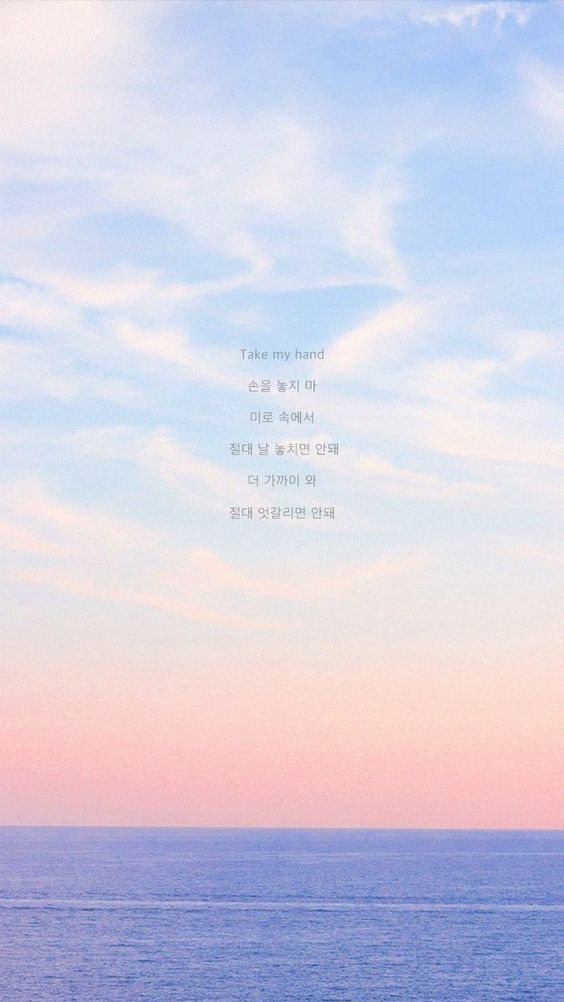 Take my hand
손을 놓지 마
미로 속에서
절대 날 놓치면 안돼
더 가까이 와
절대 엇갈리면 안돼